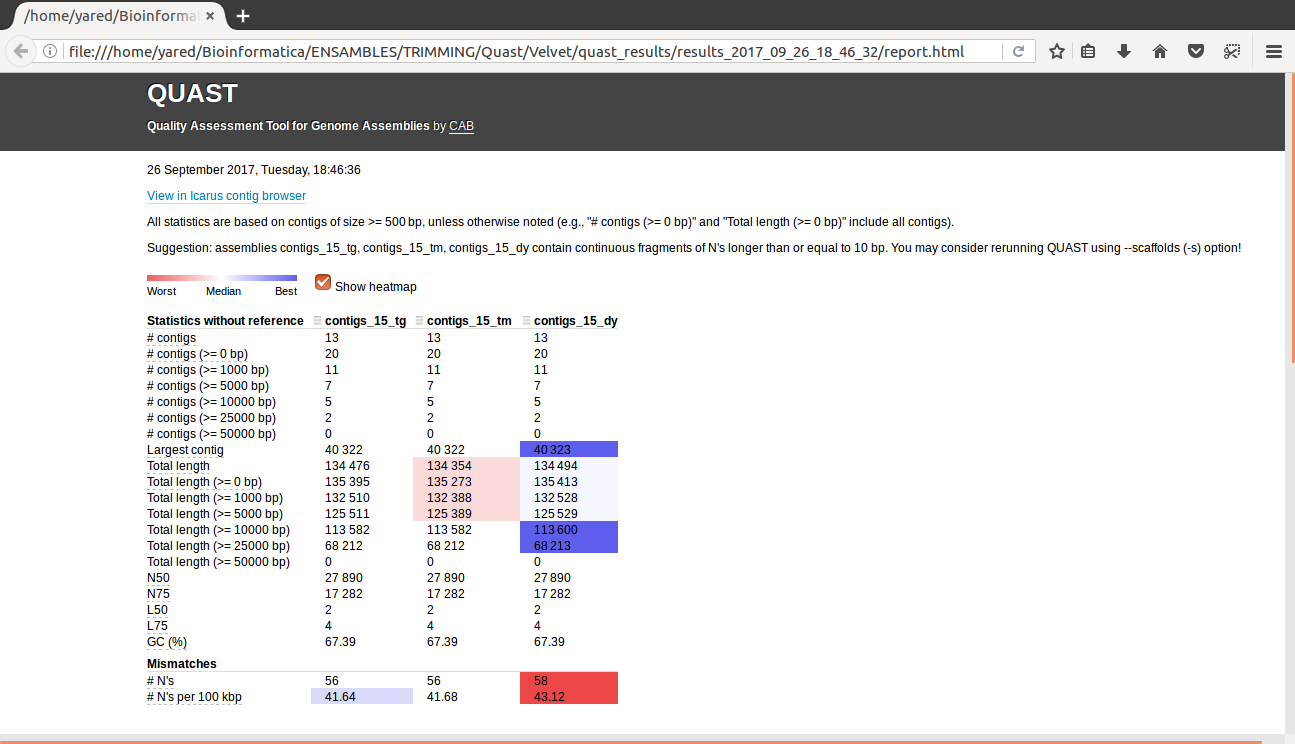 /home/yared/Bioinforma
file:///home/yared/Bioinformatica/ENSAMBLES/TRIMMING/Quast/Velvet/quast_results/results_2017_09_26_18_46_32/report.html
QUAST
Quality Assessment Tool for Genome Assemblies by CAB
26 September 2017, Tuesday, 18:46:36
View in Icarus contig browser
All statistics are based on contigs of size >= 500 bp, unless otherwise noted (e.g., "# contigs (>= 0 bp)" and "Total length (>= 0 bp)" include all contigs).
Suggestion: assemblies contigs_15_tg, contigs_15_tm, contigs_15_dy contain continuous fragments of N's longer than or equal to 10 bp. You may consider rerunning QUAST using --scaffolds (-s) option!
Worst Median Best Show heatmap
Statistics without reference contigs_15_tg contigs_15_tm contigs_15_dy
# contigs 13 13 13
# contigs (>= 0 bp) 20 20 20
# contigs (>= 1000 bp) 11 11 11
# contigs (>= 5000 bp) 7 7 7
# contigs (>= 10000 bp) 5 5 5
# contigs (>= 25000 bp) 2 2 2
# contigs (>= 50000 bp) 0 0 0
Largest contig 40 322 40 322 40 323
Total length 134 476 134 354 134 494
Total length (>= 0 bp) 135 395 135 273 135 413
Total length (>= 1000 bp) 132 510 132 388 132 528
Total length (>= 5000 bp) 125 511 125 389 125 529
Total length (>= 10000 bp) 113 582 113 582 113 600
Total length (>= 25000 bp) 68 212 68 212 68 213
Total length (>= 50000 bp) 0 0 0
N50 27 890 27 890 27 890
N75 17 282 17 282 17 282
L50 2 2 2
L75 4 4 4
GC (%) 67.39 67.39 67.39
Mismatches
# N's 56 56 58
# N's per 100 kbp 41.64 41.68 43.12